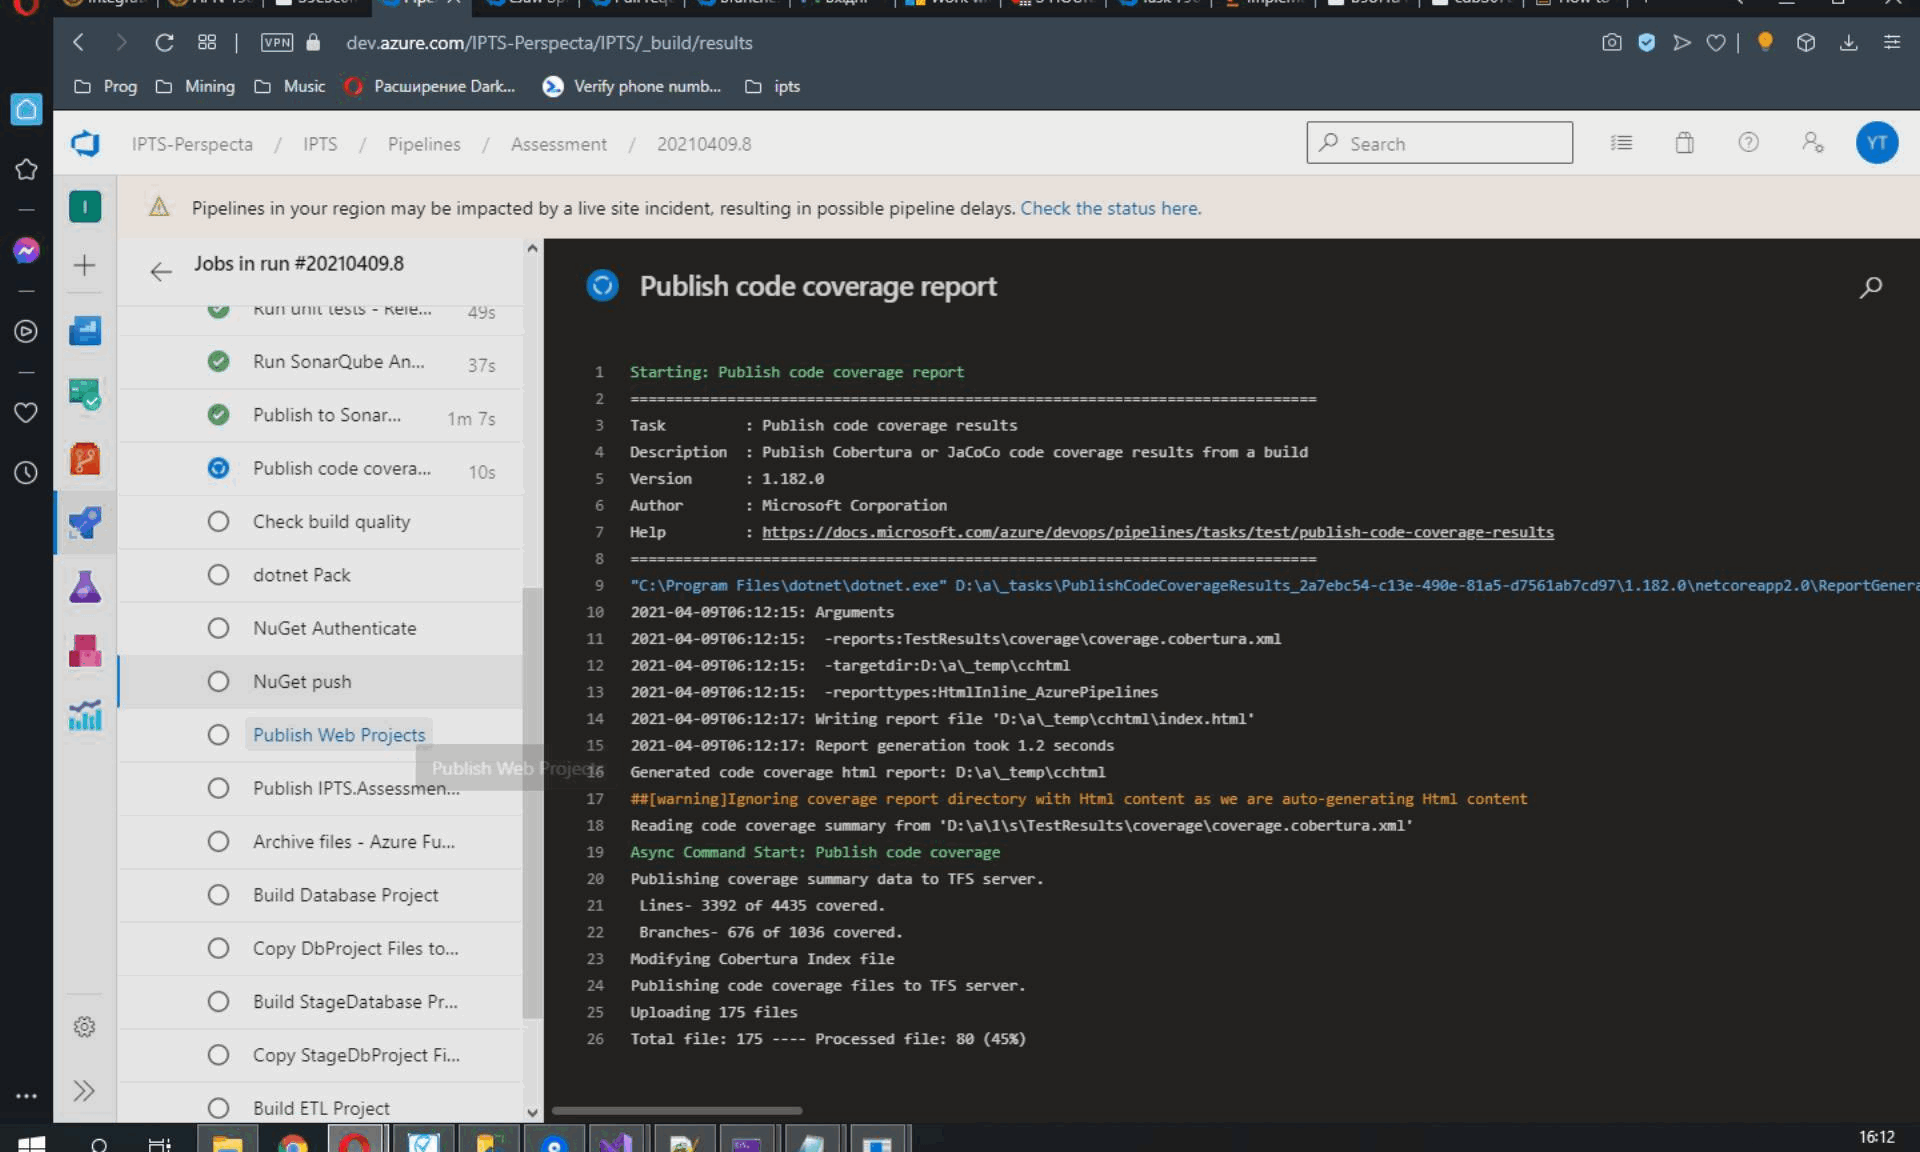 VPN
dev.azure.com/IPTS-Perspecta/IPTS/_build/results
Prog
Mining
Music
Расширение Dark...
Verify phone numb...
ipts
IPTS-Perspecta / IPTS / Pipelines / Assessment / 20210409.8
Search
YT
I
Pipelines in your region may be impacted by a live site incident, resulting in possible pipeline delays. Check the status here.
Jobs in run #20210409.8
Run unit tests - Rele... 49s
Run SonarQube An... 37s
Publish to Sonar... 1m 7s
Publish code covera... 10s
Check build quality
dotnet Pack
NuGet Authenticate
NuGet push
Publish Web Projects
Publish Web Projects
Publish IPTS.Assessmen...
Archive files - Azure Fu...
Build Database Project
Copy DbProject Files to...
Build StageDatabase Pr...
Copy StageDbProject Fi...
Build ETL Project
Publish code coverage report
1 Starting: Publish code coverage report
2 ==============================================================================
3 Task : Publish code coverage results
4 Description : Publish Cobertura or JaCoCo code coverage results from a build
5 Version : 1.182.0
6 Author : Microsoft Corporation
7 Help : https://docs.microsoft.com/azure/devops/pipelines/tasks/test/publish-code-coverage-results
8 ==============================================================================
9 "C:\Program Files\dotnet\dotnet.exe" D:\a\_tasks\PublishCodeCoverageResults_2a7ebc54-c13e-490e-81a5-d7561ab7cd97\1.182.0\netcoreapp2.0\ReportGenera
10 2021-04-09T06:12:15: Arguments
11 2021-04-09T06:12:15: -reports:TestResults\coverage\coverage.cobertura.xml
12 2021-04-09T06:12:15: -targetdir:D:\a\_temp\cchtml
13 2021-04-09T06:12:15: -reporttypes:HtmlInline_AzurePipelines
14 2021-04-09T06:12:17: Writing report file 'D:\a\_temp\cchtml\index.html'
15 2021-04-09T06:12:17: Report generation took 1.2 seconds
16 Generated code coverage html report: D:\a\_temp\cchtml
17 ##[warning]Ignoring coverage report directory with Html content as we are auto-generating Html content
18 Reading code coverage summary from 'D:\a\1\s\TestResults\coverage\coverage.cobertura.xml'
19 Async Command Start: Publish code coverage
20 Publishing coverage summary data to TFS server.
21 Lines- 3392 of 4435 covered.
22 Branches- 676 of 1036 covered.
23 Modifying Cobertura Index file
24 Publishing code coverage files to TFS server.
25 Uploading 175 files
26 Total file: 175 ---- Processed file: 80 (45%)
16:12